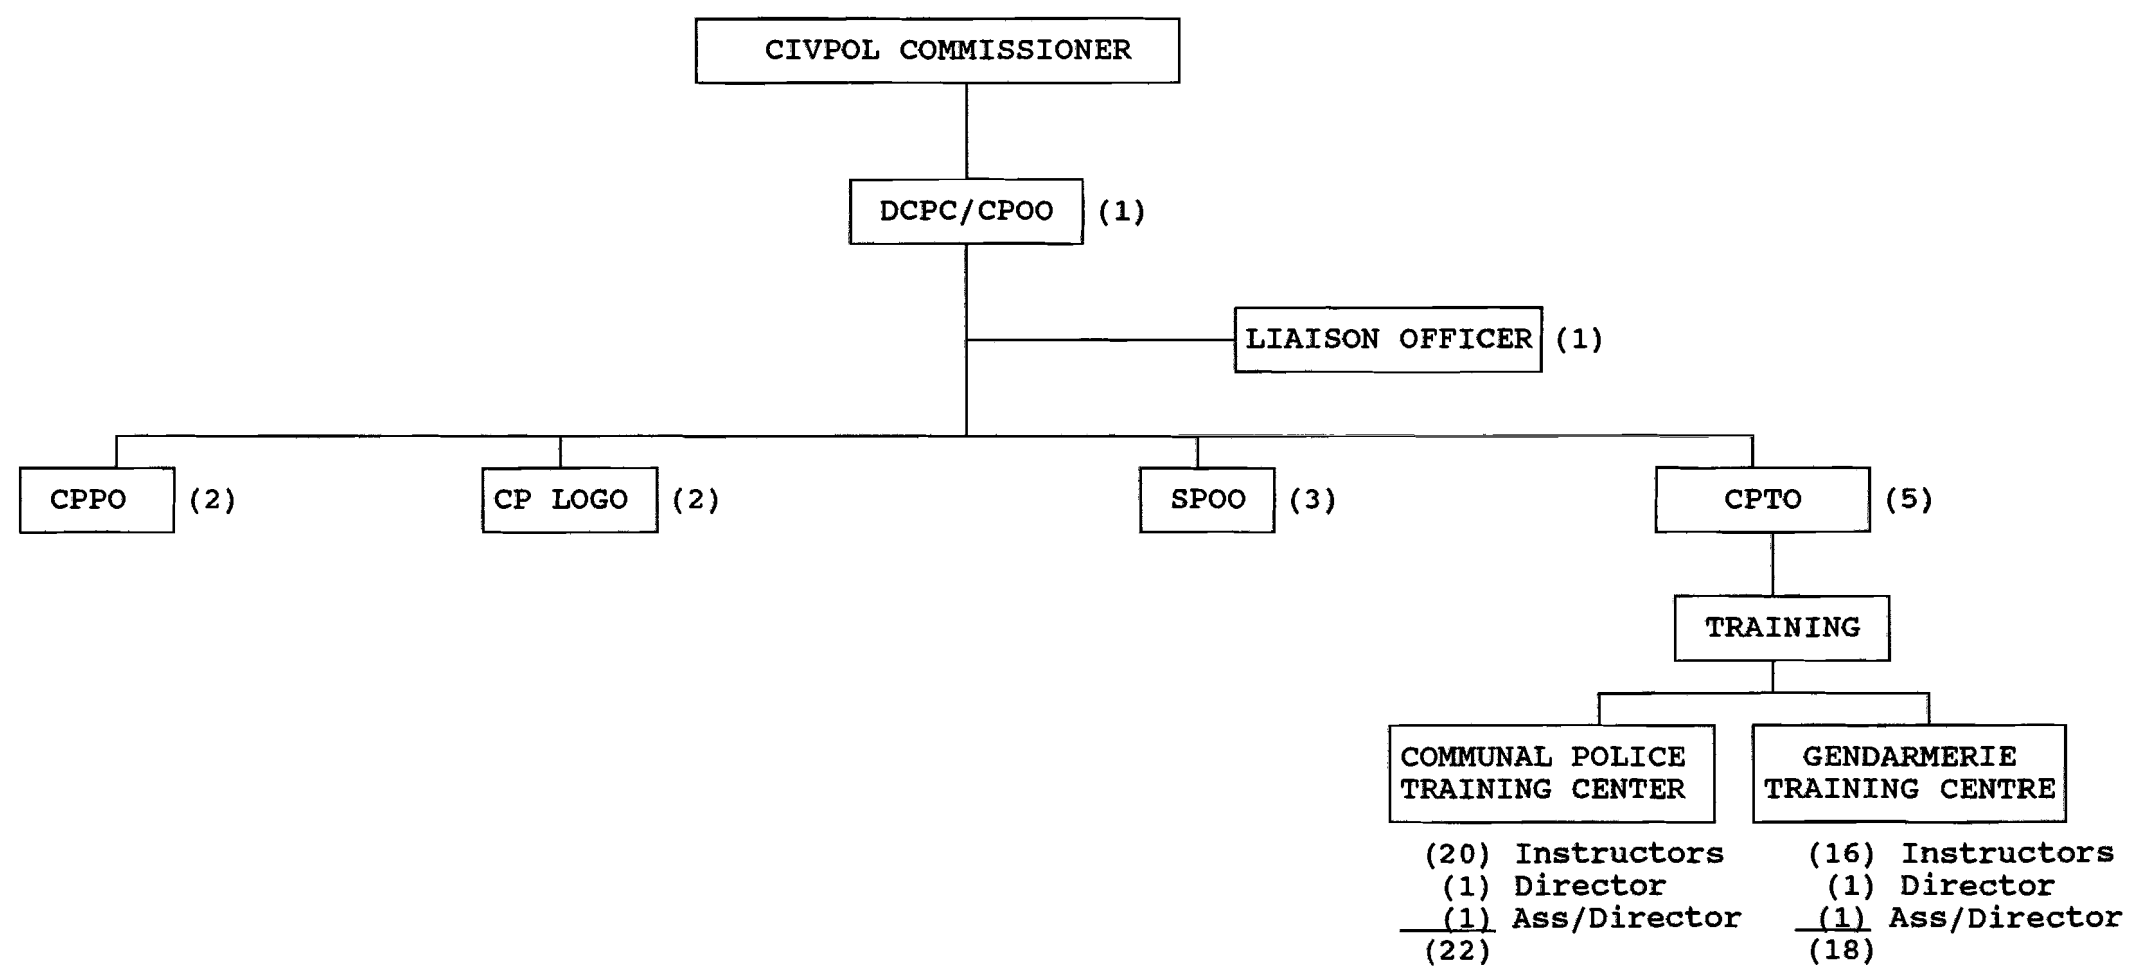 CIVPOL COMMISSIONER
DCPC/CPOO (1)
LIAISON OFFICER (1)
CPPO (2)
CP LOGO (2)
SPOO (3)
CPTO (5)
TRAINING
COMMUNAL POLICE
TRAINING CENTER
(20) Instructors
(1) Director
(1) Ass/Director
(22)
GENDARMERIE
TRAINING CENTRE
(16) Instructors
(1) Director
(1) Ass/Director
(18)